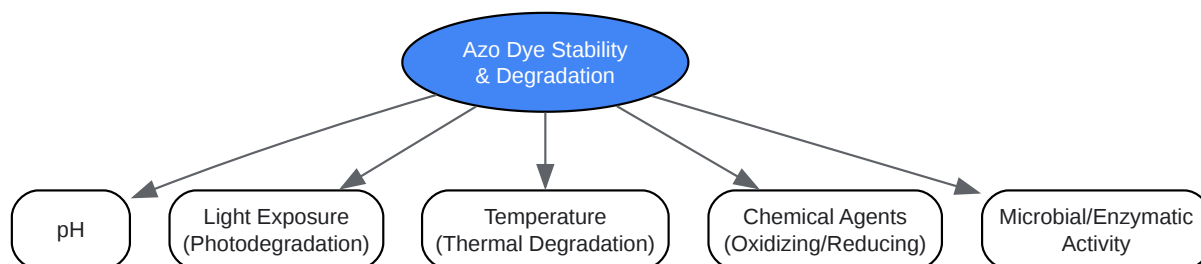 Azo Dye Stability
& Degradation
pH
Light Exposure
(Photodegradation)
Temperature
(Thermal Degradation)
Chemical Agents
(Oxidizing/Reducing)
Microbial/Enzymatic
Activity